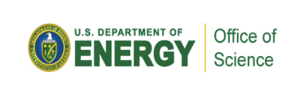 U.S. DEPARTMENT OF
ENERGY
Office of
Science